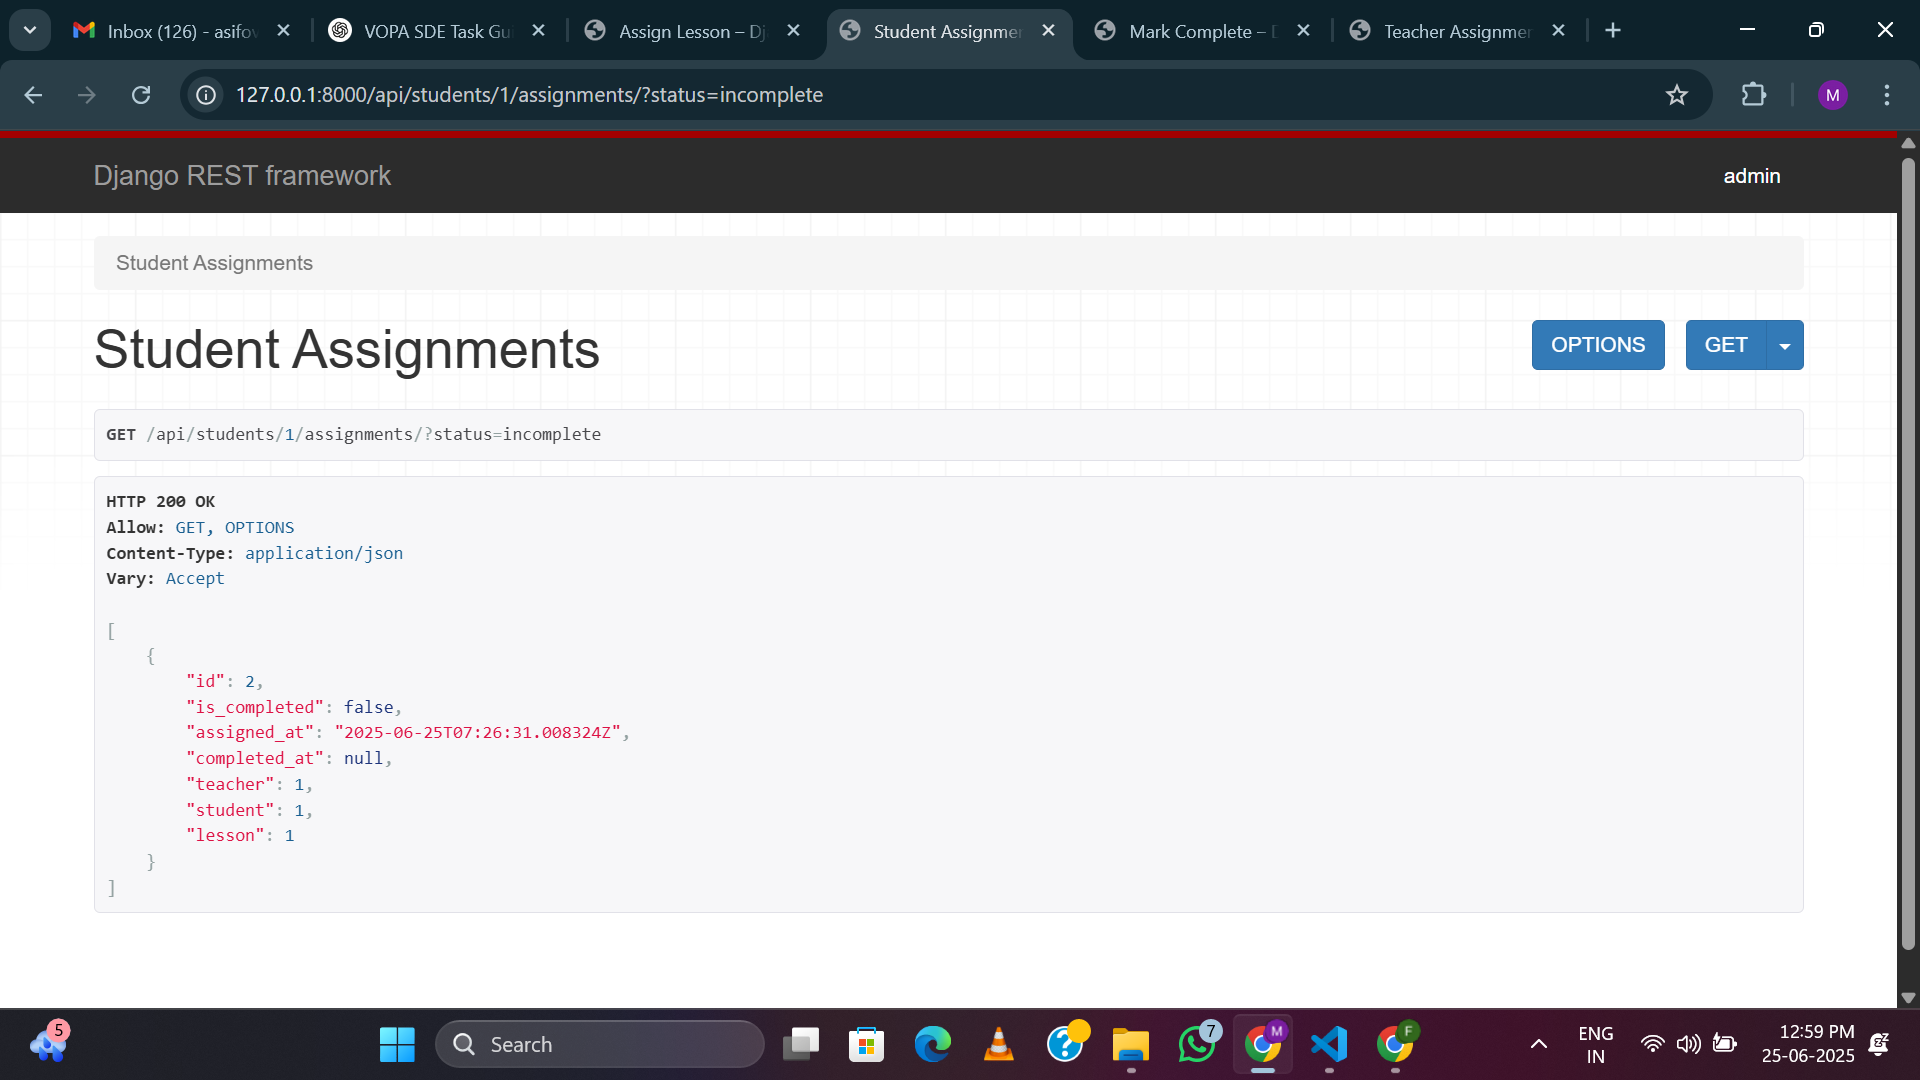 Inbox (126) - asifov
VOPA SDE Task Gui
Assign Lesson – Dj
Student Assignmen
Mark Complete – D
Teacher Assignmen
127.0.0.1:8000/api/students/1/assignments/?status=incomplete
M
Django REST framework
admin
Student Assignments
Student Assignments
OPTIONS
GET
GET /api/students/1/assignments/?status=incomplete
HTTP 200 OK
Allow: GET, OPTIONS
Content-Type: application/json
Vary: Accept
[
{
"id": 2,
"is_completed": false,
"assigned_at": "2025-06-25T07:26:31.008324Z",
"completed_at": null,
"teacher": 1,
"student": 1,
"lesson": 1
}
]
5
Search
7
M
F
ENG
IN
12:59 PM
25-06-2025